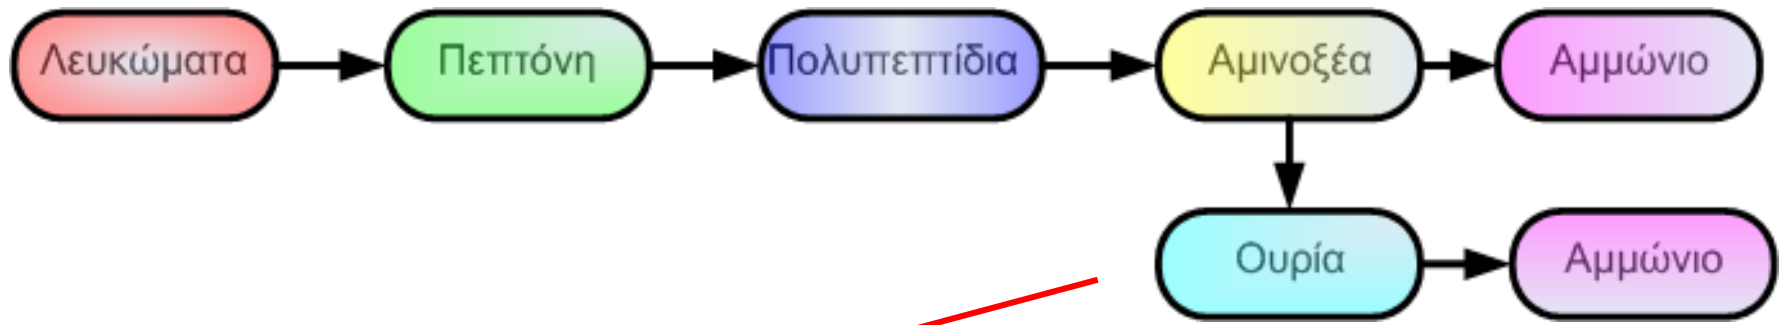 Λευκώματα
Πεπτόνη
Πολυπεπτίδια
Αμινοξέα
Αμμώνιο
Ουρία
Αμμώνιο